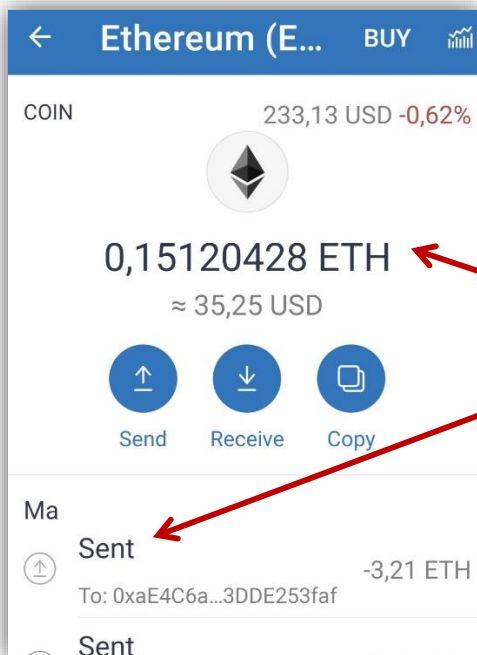 Ethereum (E... BUY
COIN 233,13 USD -0,62%
0,15120428 ETH
≈ 35,25 USD
Send Receive Copy
Ma
Sent
-3,21 ETH
To: 0xaE4C6a...3DDE253faf
Sent